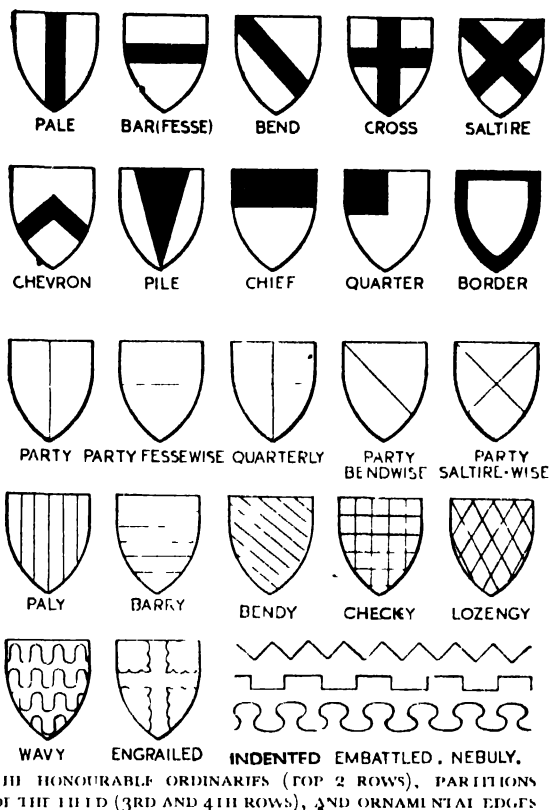 PALE BAR(FESSE) BEND CROSS SALTIRE
CHEVRON PILE CHIEF QUARTER BORDER
PARTY PARTY FESSEWISE QUARTERLY PARTY BENDWISE PARTY SALTIRE-WISE
PALY BARRY BENDY CHECKY LOZENGY
WAVY ENGRAILED INDENTED EMBATTLED. NEBULY.
HONOURABLE ORDINARIES (TOP 2 ROWS), PARTITIONS
OF THE FIELD (3RD AND 4TH ROWS), AND ORNAMENTAL EDGES